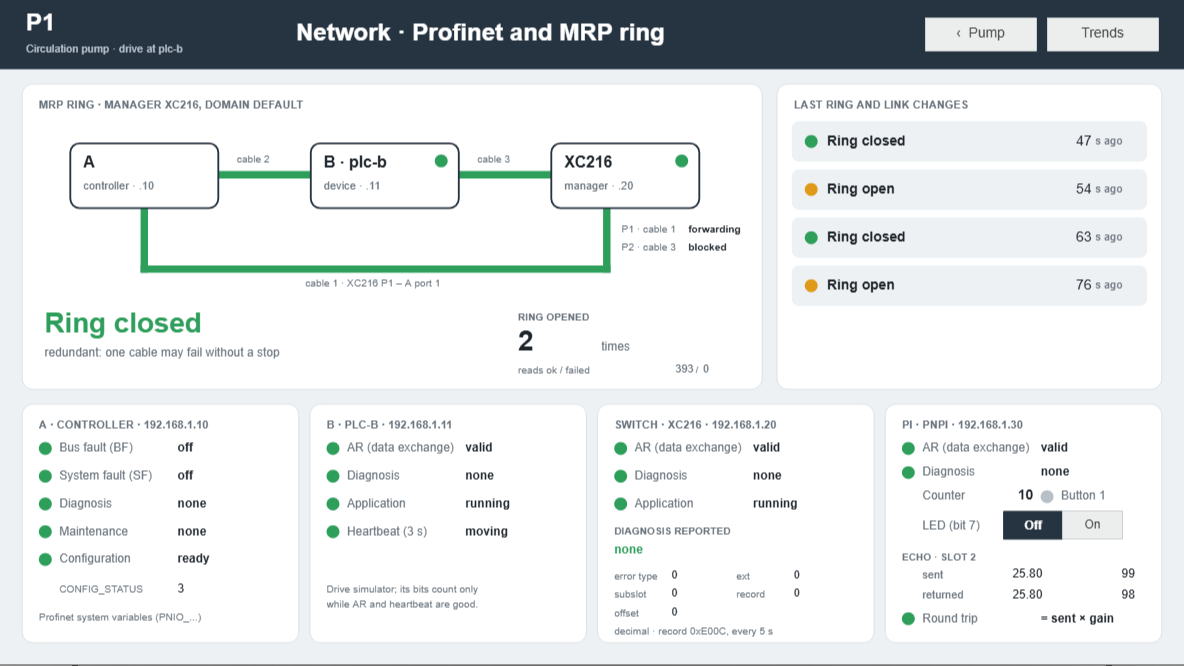 P1
Circulation pump · drive at plc-b
Network · Profinet and MRP ring
‹ Pump
Trends
MRP RING · MANAGER XC216, DOMAIN DEFAULT
A
controller · .10
cable 2
B · plc-b
device · .11
cable 3
XC216
manager · .20
P1 · cable 1 forwarding
P2 · cable 3 blocked
cable 1 · XC216 P1 – A port 1
Ring closed
redundant: one cable may fail without a stop
RING OPENED
2 times
reads ok / failed 393 / 0
LAST RING AND LINK CHANGES
Ring closed 47 s ago
Ring open 54 s ago
Ring closed 63 s ago
Ring open 76 s ago
A · CONTROLLER · 192.168.1.10
Bus fault (BF) off
System fault (SF) off
Diagnosis none
Maintenance none
Configuration ready
CONFIG_STATUS 3
Profinet system variables (PNIO_...)
B · PLC-B · 192.168.1.11
AR (data exchange) valid
Diagnosis none
Application running
Heartbeat (3 s) moving
Drive simulator; its bits count only
while AR and heartbeat are good.
SWITCH · XC216 · 192.168.1.20
AR (data exchange) valid
Diagnosis none
Application running
DIAGNOSIS REPORTED
none
error type 0 ext 0
subslot 0 record 0
offset 0
decimal · record 0xE00C, every 5 s
PI · PNPI · 192.168.1.30
AR (data exchange) valid
Diagnosis none
Counter 10 Button 1
LED (bit 7) Off On
ECHO · SLOT 2
sent 25.80 99
returned 25.80 98
Round trip = sent × gain